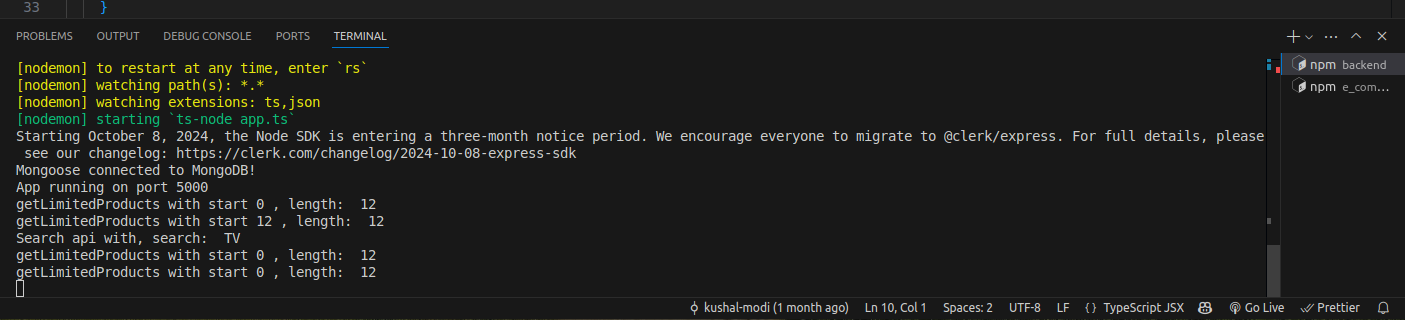 33 }
PROBLEMS OUTPUT DEBUG CONSOLE PORTS TERMINAL
[nodemon] to restart at any time, enter `rs`
[nodemon] watching path(s): *.*
[nodemon] watching extensions: ts,json
[nodemon] starting `ts-node app.ts`
Starting October 8, 2024, the Node SDK is entering a three-month notice period. We encourage everyone to migrate to @clerk/express. For full details, please
see our changelog: https://clerk.com/changelog/2024-10-08-express-sdk
Mongoose connected to MongoDB!
App running on port 5000
getLimitedProducts with start 0 , length:  12
getLimitedProducts with start 12 , length:  12
Search api with, search:  TV
getLimitedProducts with start 0 , length:  12
getLimitedProducts with start 0 , length:  12
npm backend
npm e_com...
kushal-modi (1 month ago) Ln 10, Col 1 Spaces: 2 UTF-8 LF {} TypeScript JSX Go Live Prettier